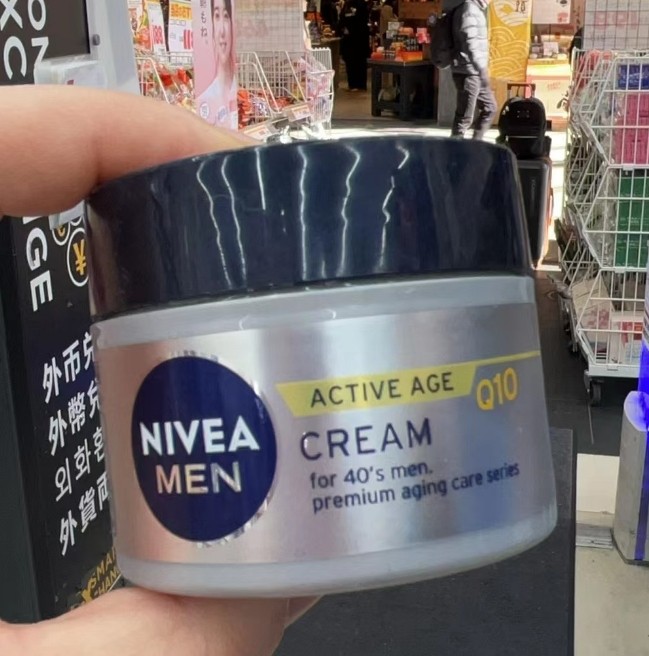 NIVEA
MEN
ACTIVE AGE
Q10
CREAM
for 40's men.
premium aging care series
外币兑
外幣兌
외화환
外貨両